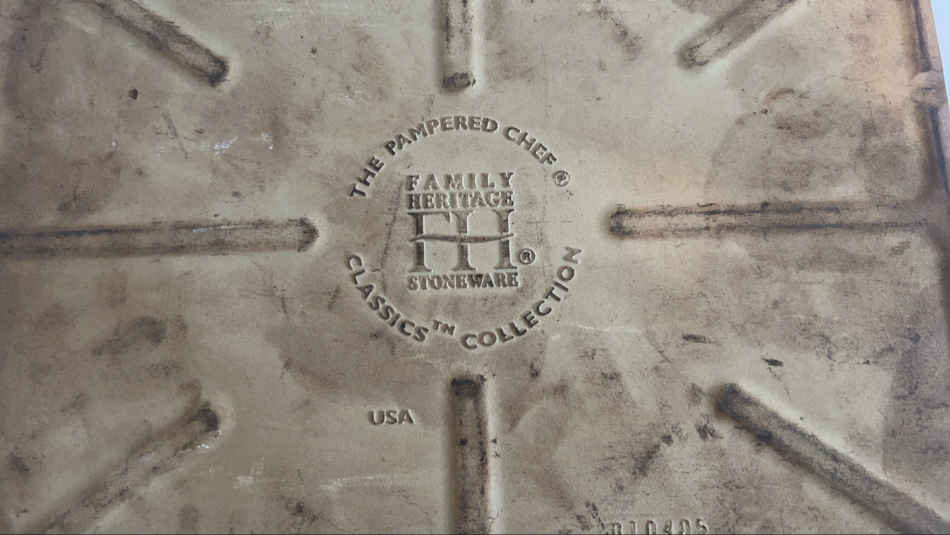 THE PAMPERED CHEF ®
FAMILY
HERITAGE
FH ®
STONEWARE
CLASSICS™ COLLECTION
USA